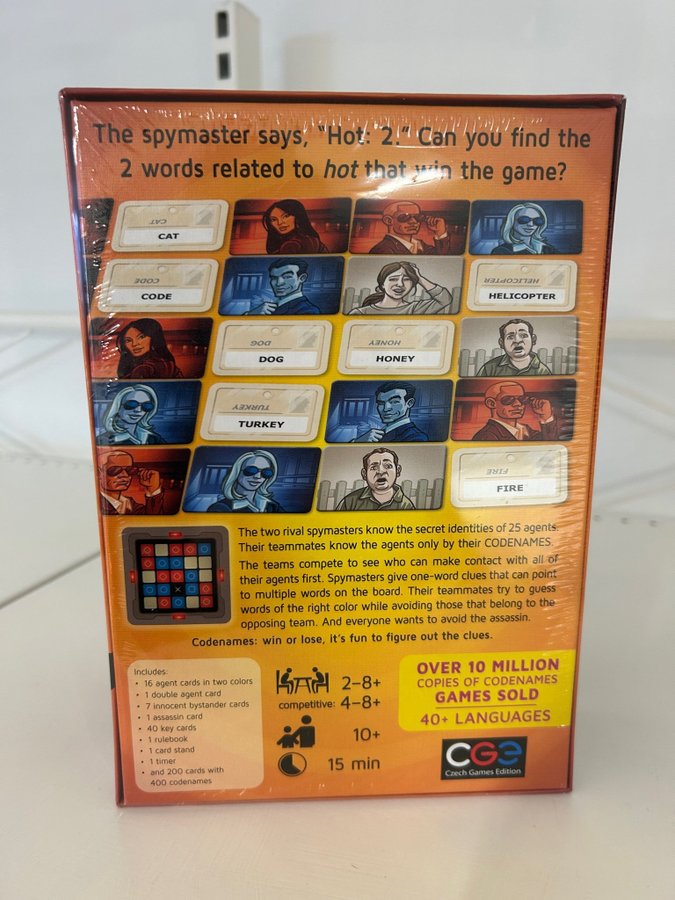 The spymaster says, "Hot: 2." Can you find the
2 words related to hot that win the game?
CAT
CAT
CODE
CODE
HELICOPTER
HELICOPTER
DOG
DOG
HONEY
HONEY
TURKEY
TURKEY
FIRE
FIRE
The two rival spymasters know the secret identities of 25 agents.
Their teammates know the agents only by their CODENAMES.
The teams compete to see who can make contact with all of
their agents first. Spymasters give one-word clues that can point
to multiple words on the board. Their teammates try to guess
words of the right color while avoiding those that belong to the
opposing team. And everyone wants to avoid the assassin.
Codenames: win or lose, it's fun to figure out the clues.
Includes:
• 16 agent cards in two colors
• 1 double agent card
• 7 innocent bystander cards
• 1 assassin card
• 40 key cards
• 1 rulebook
• 1 card stand
• 1 timer
• and 200 cards with
400 codenames
2–8+
competitive: 4–8+
10+
15 min
OVER 10 MILLION
COPIES OF CODENAMES
GAMES SOLD
40+ LANGUAGES
CGE
Czech Games Edition